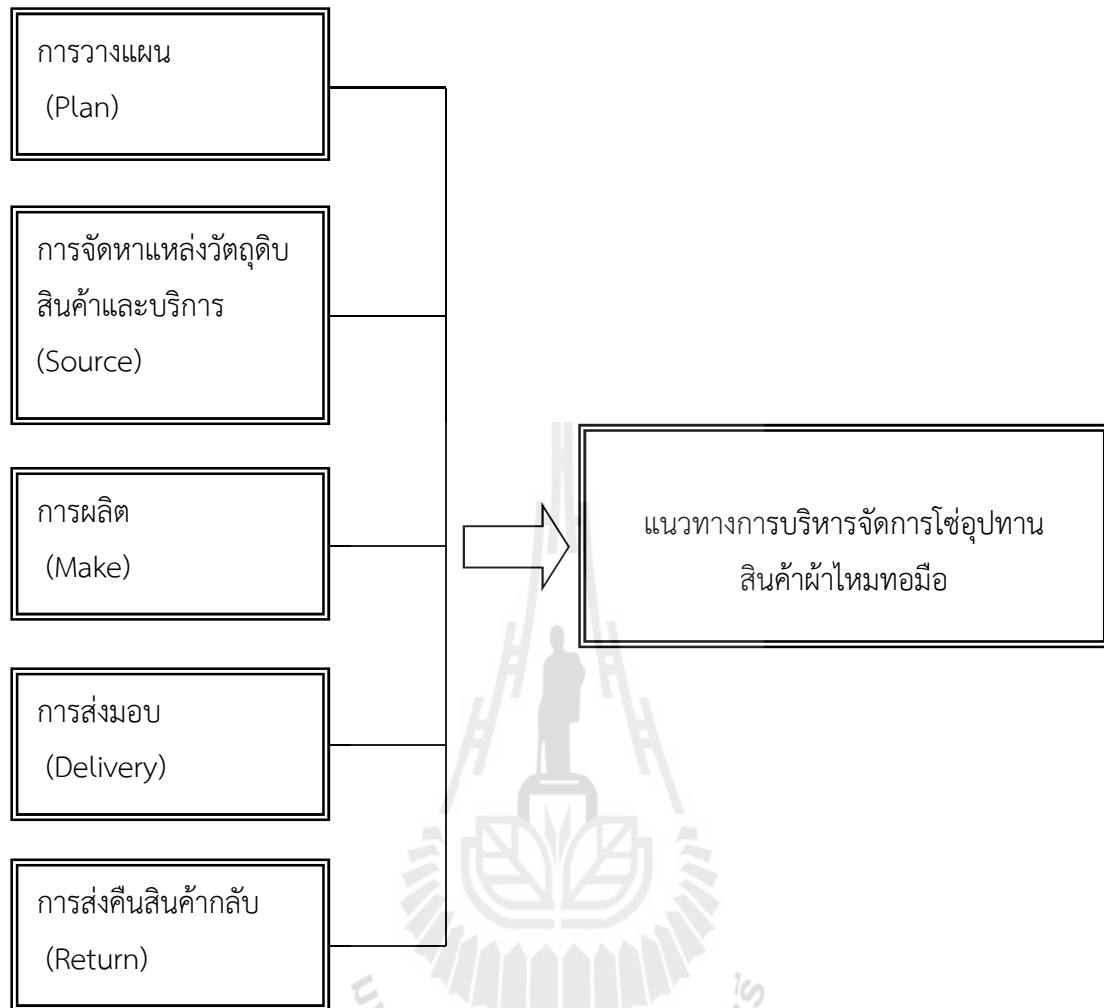 การวางแผน
(Plan)
การจัดหาแหล่งวัตถุดิบ
สินค้าและบริการ
(Source)
การผลิต
(Make)
การส่งมอบ
(Delivery)
การส่งคืนสินค้ากลับ
(Return)
แนวทางการบริหารจัดการโซ่อุปทาน
สินค้าผ้าไหมทอมือ